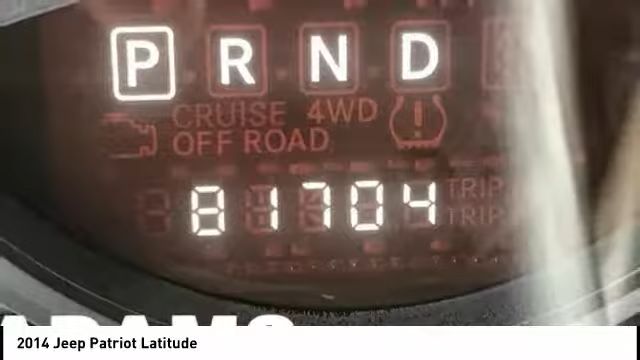 P R N D
CRUISE 4WD
OFF ROAD
81704
TRIP
TRIP
2014 Jeep Patriot Latitude